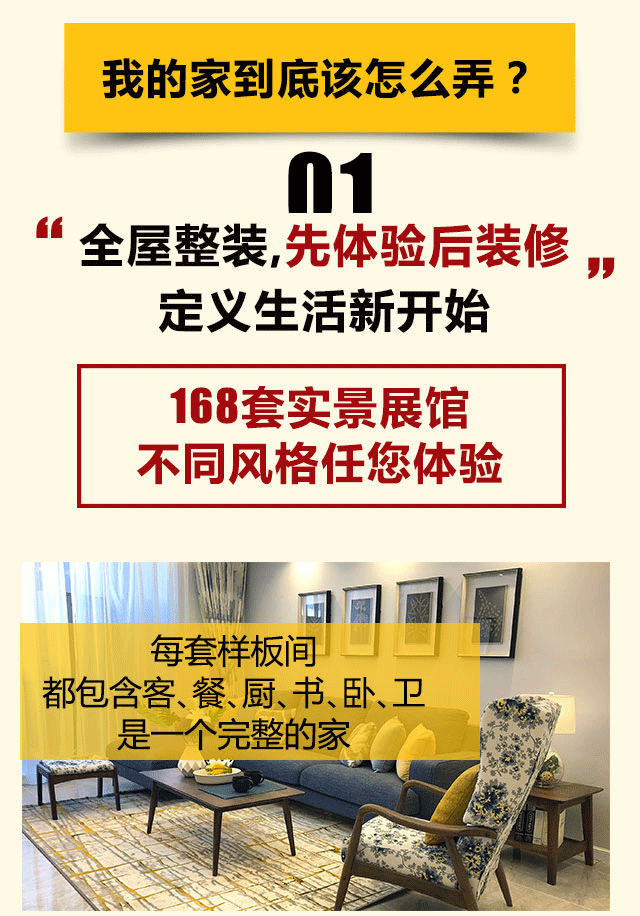 我的家到底该怎么弄？
01
“全屋整装,先体验后装修”
定义生活新开始
168套实景展馆
不同风格任您体验
每套样板间
都包含客、餐、厨、书、卧、卫
是一个完整的家